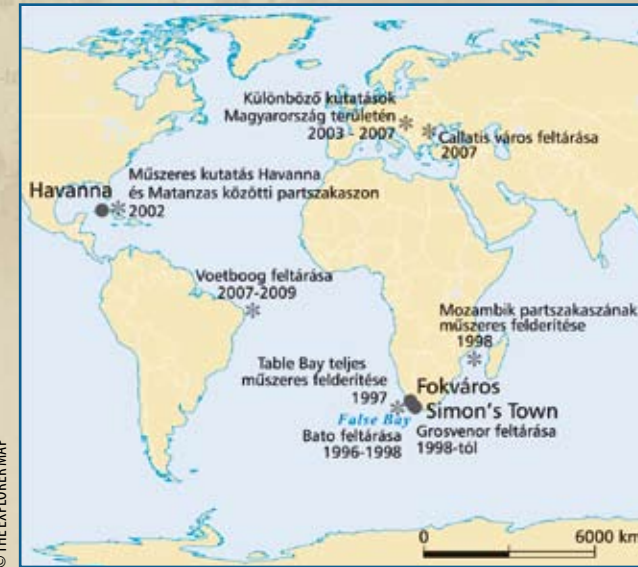 Különböző kutatások
Magyarország területén
2003 - 2007
Callatis város feltárása
2007
Műszeres kutatás Havanna
és Matanzas közötti partszakaszon
2002
Havanna
Voetboog feltárása
2007-2009
Mozambik partszakaszának
műszeres felderítése
1998
Table Bay teljes
műszeres felderítése
1997
Fokváros
Simon's Town
False Bay
Bato feltárása
1996-1998
Grosvenor feltárása
1998-tól
0 6000 km
© THE EXPLORER MAP